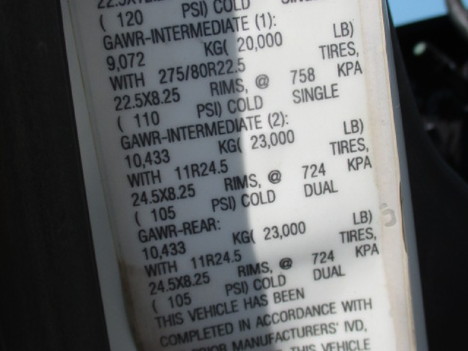 ( 120 PSI) COLD
GAWR-INTERMEDIATE (1):
9,072 KG( 20,000 LB)
WITH 275/80R22.5 TIRES,
22.5X8.25 RIMS, @ 758 KPA
( 110 PSI) COLD SINGLE
GAWR-INTERMEDIATE (2):
10,433 KG( 23,000 LB)
WITH 11R24.5 TIRES,
24.5X8.25 RIMS, @ 724 KPA
( 105 PSI) COLD DUAL
GAWR-REAR:
10,433 KG( 23,000 LB)
WITH 11R24.5 TIRES,
24.5X8.25 RIMS, @ 724 KPA
( 105 PSI) COLD DUAL
THIS VEHICLE HAS BEEN
COMPLETED IN ACCORDANCE WITH
PRIOR MANUFACTURERS' IVD,
THIS VEHICLE